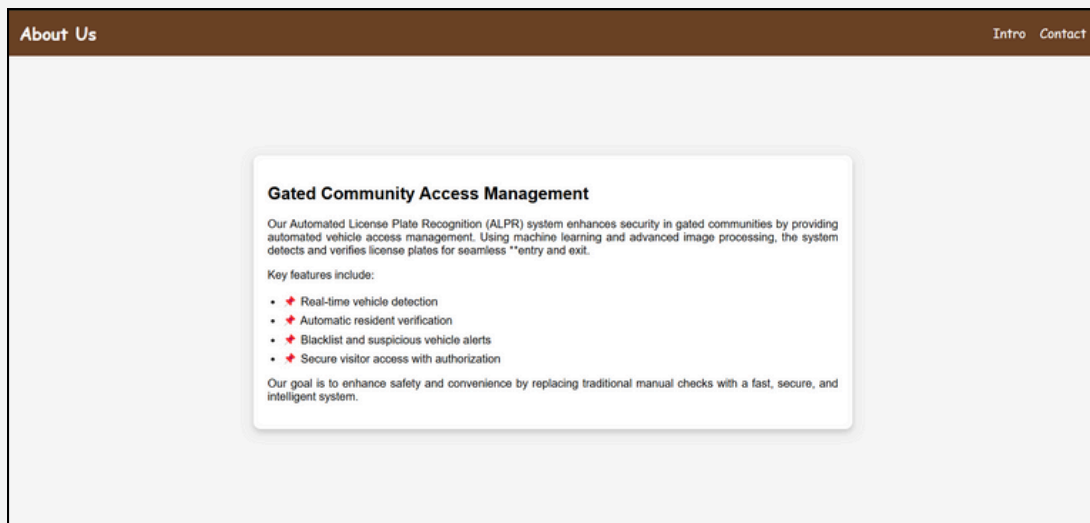 About Us
Intro Contact
Gated Community Access Management
Our Automated License Plate Recognition (ALPR) system enhances security in gated communities by providing
automated vehicle access management. Using machine learning and advanced image processing, the system
detects and verifies license plates for seamless **entry and exit.
Key features include:
• 📌 Real-time vehicle detection
• 📌 Automatic resident verification
• 📌 Blacklist and suspicious vehicle alerts
• 📌 Secure visitor access with authorization
Our goal is to enhance safety and convenience by replacing traditional manual checks with a fast, secure, and
intelligent system.